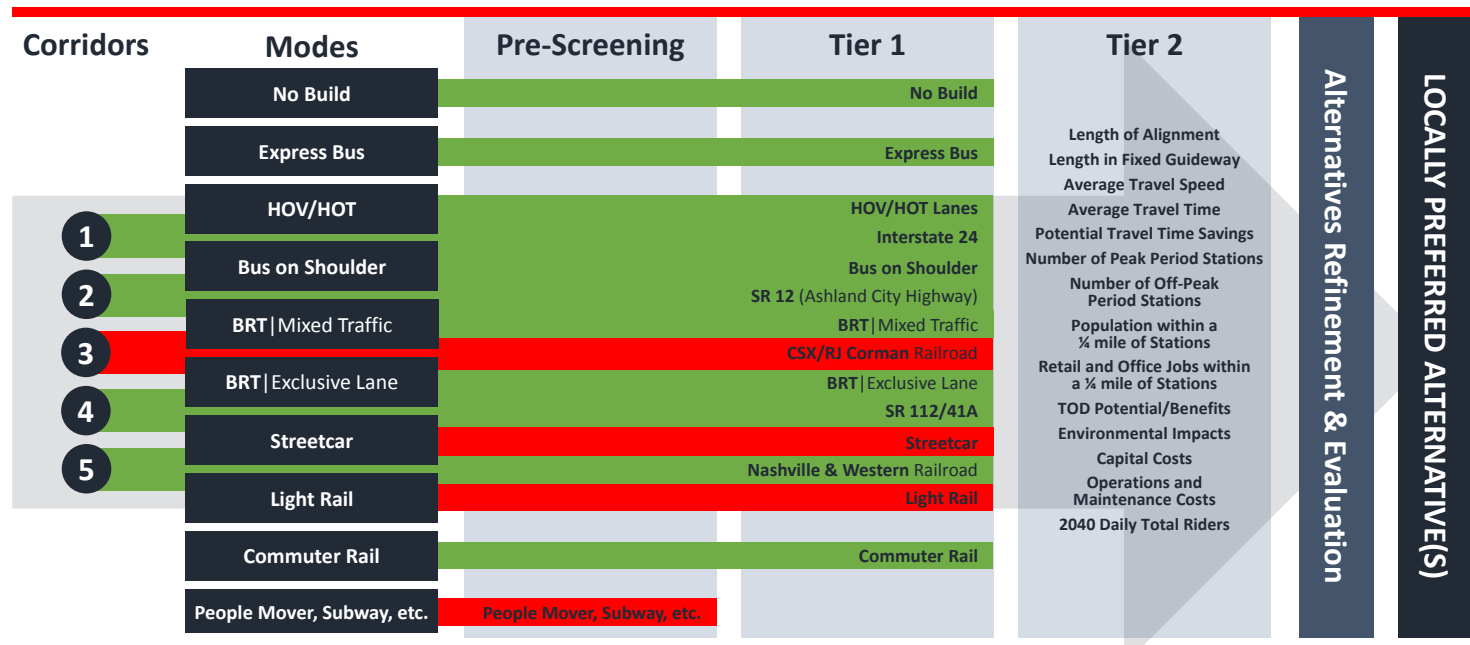 Corridors
Modes
Pre-Screening
Tier 1
Tier 2
1
2
3
4
5
No Build
Express Bus
HOV/HOT
Bus on Shoulder
BRT|Mixed Traffic
BRT|Exclusive Lane
Streetcar
Light Rail
Commuter Rail
People Mover, Subway, etc.
People Mover, Subway, etc.
No Build
Express Bus
HOV/HOT Lanes
Interstate 24
Bus on Shoulder
SR 12 (Ashland City Highway)
BRT|Mixed Traffic
CSX/RJ Corman Railroad
BRT|Exclusive Lane
SR 112/41A
Streetcar
Nashville & Western Railroad
Light Rail
Commuter Rail
Length of Alignment
Length in Fixed Guideway
Average Travel Speed
Average Travel Time
Potential Travel Time Savings
Number of Peak Period Stations
Number of Off-Peak
Period Stations
Population within a
¼ mile of Stations
Retail and Office Jobs within
a ¼ mile of Stations
TOD Potential/Benefits
Environmental Impacts
Capital Costs
Operations and
Maintenance Costs
2040 Daily Total Riders
Alternatives Refinement & Evaluation
LOCALLY PREFERRED ALTERNATIVE(S)